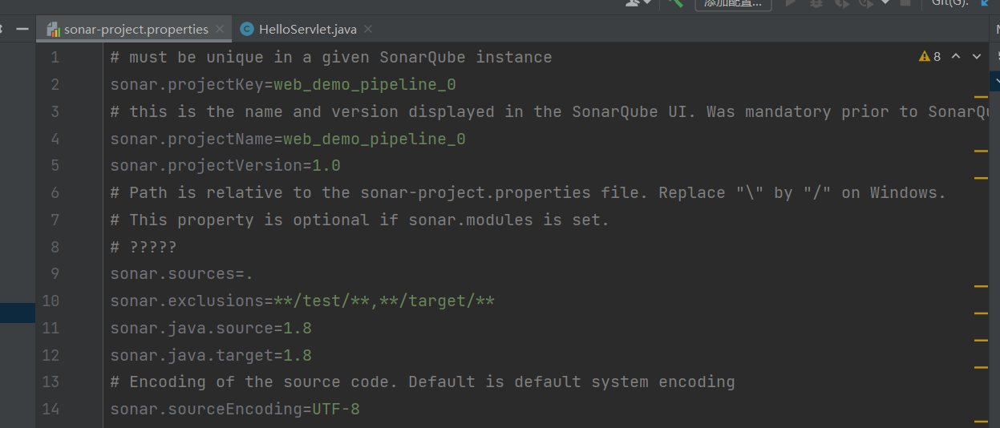 添加配置... Git(G):
sonar-project.properties HelloServlet.java
8
1 # must be unique in a given SonarQube instance
2 sonar.projectKey=web_demo_pipeline_0
3 # this is the name and version displayed in the SonarQube UI. Was mandatory prior to SonarQu
4 sonar.projectName=web_demo_pipeline_0
5 sonar.projectVersion=1.0
6 # Path is relative to the sonar-project.properties file. Replace "\" by "/" on Windows.
7 # This property is optional if sonar.modules is set.
8 # ?????
9 sonar.sources=.
10 sonar.exclusions=**/test/**,**/target/**
11 sonar.java.source=1.8
12 sonar.java.target=1.8
13 # Encoding of the source code. Default is default system encoding
14 sonar.sourceEncoding=UTF-8